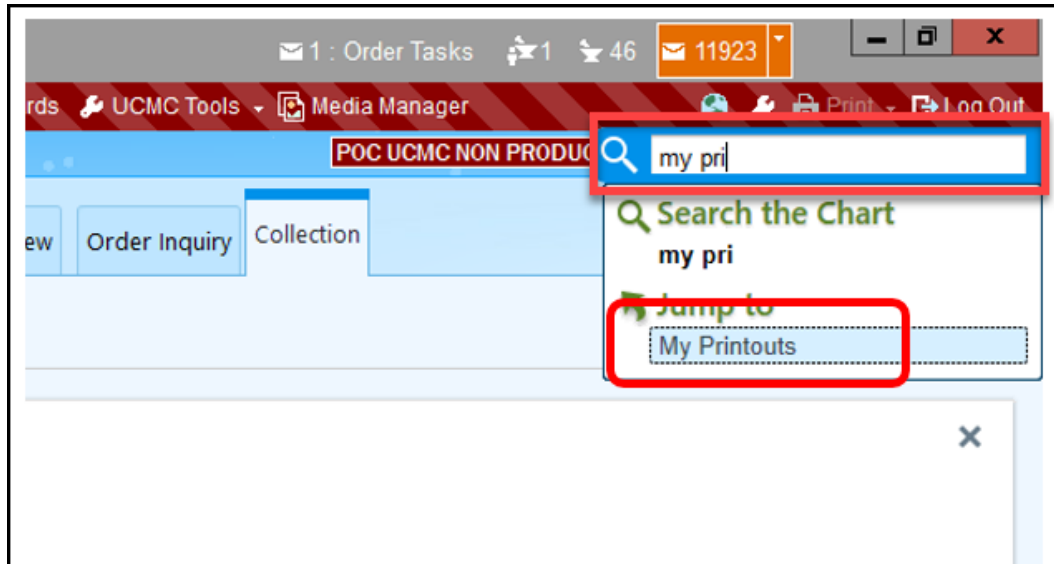 1 : Order Tasks 1 46 11923
rds UCMC Tools Media Manager Print Log Out
POC UCMC NON PRODUC my pri
ew Order Inquiry Collection
Search the Chart
my pri
Jump to
My Printouts